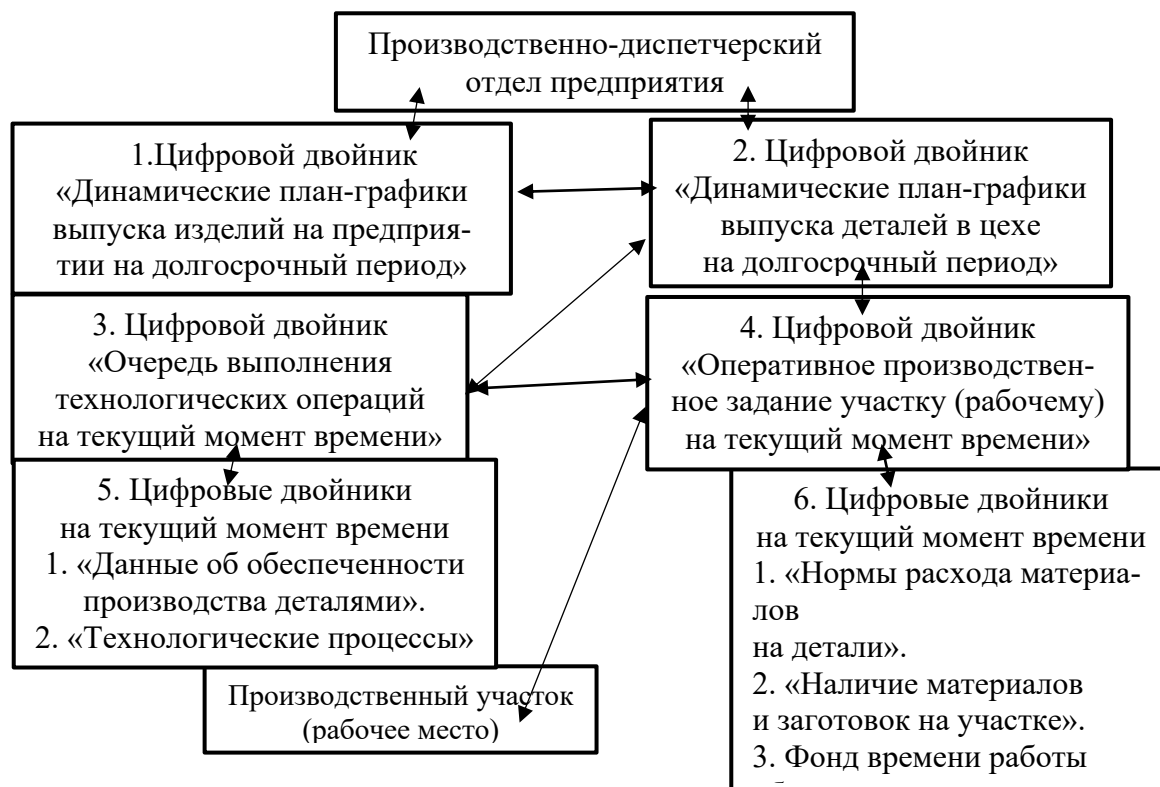 Производственно-диспетчерский
отдел предприятия
1.Цифровой двойник
«Динамические план-графики
выпуска изделий на предприя-
тии на долгосрочный период»
2. Цифровой двойник
«Динамические план-графики
выпуска деталей в цехе
на долгосрочный период»
3. Цифровой двойник
«Очередь выполнения
технологических операций
на текущий момент времени»
4. Цифровой двойник
«Оперативное производствен-
ное задание участку (рабочему)
на текущий момент времени»
5. Цифровые двойники
на текущий момент времени
1. «Данные об обеспеченности
производства деталями».
2. «Технологические процессы»
6. Цифровые двойники
на текущий момент времени
1. «Нормы расхода материа-
лов
на детали».
2. «Наличие материалов
и заготовок на участке».
3. Фонд времени работы
Производственный участок
(рабочее место)